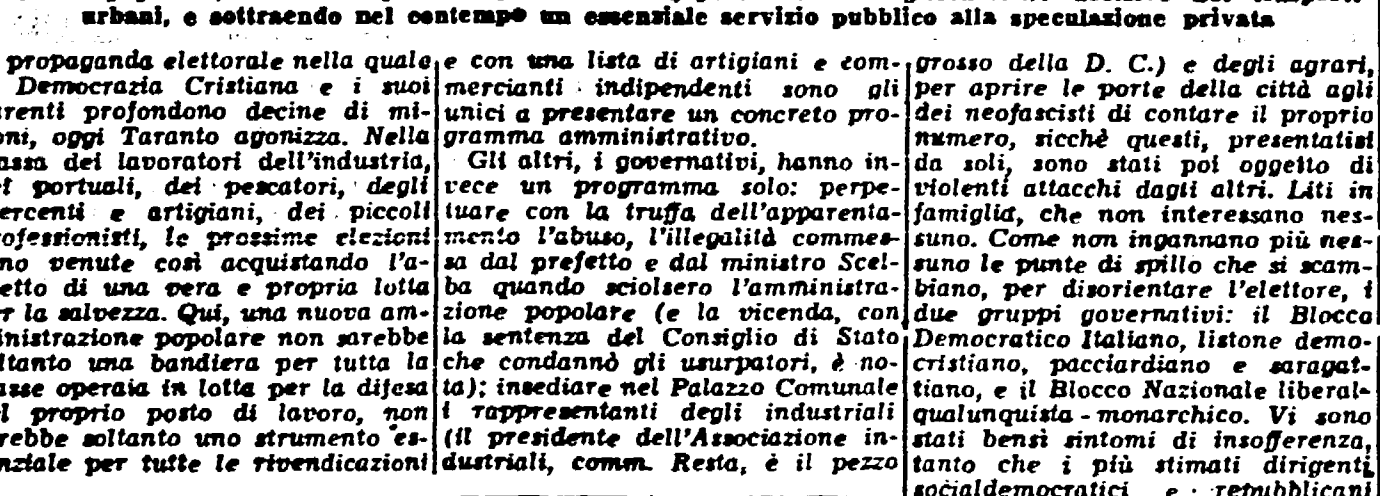 urbani, e sottraendo nel contempo un essenziale servizio pubblico alla speculazione privata
propaganda elettorale nella quale
Democrazia Cristiana e i suoi
renti profondono decine di mi-
oni, oggi Taranto agonizza. Nella
assa dei lavoratori dell'industria,
ei portuali, dei pescatori, degli
ercenti e artigiani, dei piccoli
ofessionisti, le prossime elezioni
no venute così acquistando l'a-
etto di una vera e propria lotta
r la salvezza. Qui, una nuova am-
inistrazione popolare non sarebbe
ltanto una bandiera per tutta la
asse operaia in lotta per la difesa
l proprio posto di lavoro, non
rebbe soltanto uno strumento es-
nziale per tutte le rivendicazioni
e con una lista di artigiani e com-
mercianti indipendenti sono gli
unici a presentare un concreto pro-
gramma amministrativo.
Gli altri, i governativi, hanno in-
vece un programma solo: perpe-
tuare con la truffa dell'apparenta-
mento l'abuso, l'illegalità commes-
sa dal prefetto e dal ministro Scel-
ba quando sciolsero l'amministra-
zione popolare (e la vicenda, con
la sentenza del Consiglio di Stato
che condannò gli usurpatori, è no-
ta); insediare nel Palazzo Comunale
i rappresentanti degli industriali
(il presidente dell'Associazione in-
dustriali, comm. Resta, è il pezzo
grosso della D. C.) e degli agrari,
per aprire le porte della città agli
dei neofascisti di contare il proprio
numero, sicchè questi, presentatisi
da soli, sono stati poi oggetto di
violenti attacchi dagli altri. Liti in
famiglia, che non interessano nes-
suno. Come non ingannano più nes-
suno le punte di spillo che si scam-
biano, per disorientare l'elettore, i
due gruppi governativi: il Blocco
Democratico Italiano, listone demo-
cristiano, pacciardiano e saragat-
tiano, e il Blocco Nazionale liberal-
qualunquista-monarchico. Vi sono
stati bensì sintomi di insofferenza,
tanto che i più stimati dirigenti
socialdemocratici e repubblicani